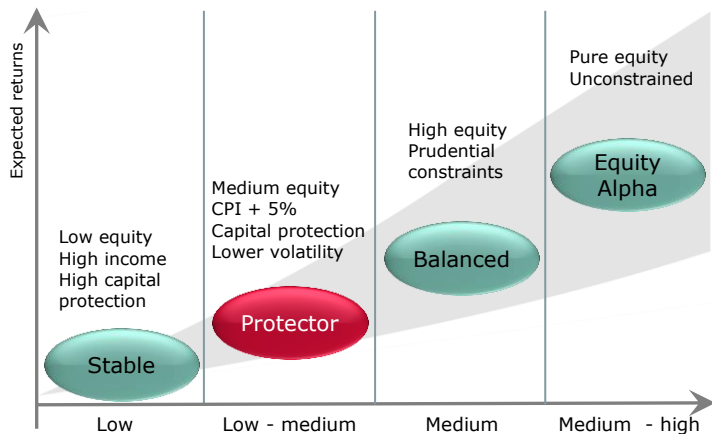 Expected returns
Low equity
High income
High capital
protection
Stable
Medium equity
CPI + 5%
Capital protection
Lower volatility
Protector
High equity
Prudential
constraints
Balanced
Pure equity
Unconstrained
Equity
Alpha
Low
Low - medium
Medium
Medium - high